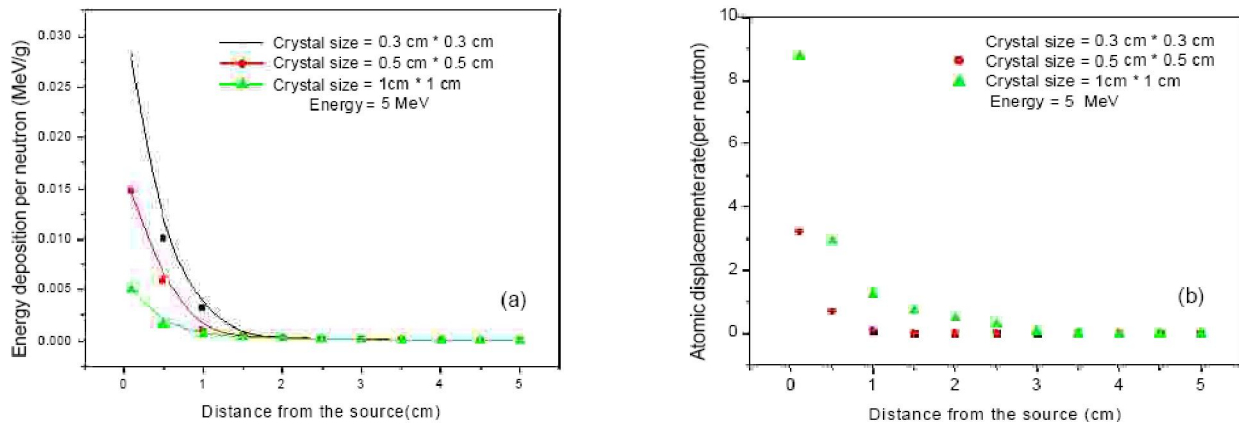 0.030
0.025
0.020
0.015
0.010
0.005
0.000
Energy deposition per neutron (MeV/g)
Crystal size = 0.3 cm * 0.3 cm
Crystal size = 0.5 cm * 0.5 cm
Crystal size = 1cm * 1 cm
Energy = 5 MeV
(a)
0 1 2 3 4 5
Distance from the source(cm)
10
8
6
4
2
0
Atomic displacementerate(per neutron)
Crystal size = 0.3 cm * 0.3 cm
Crystal size = 0.5 cm * 0.5 cm
Crystal size = 1 cm * 1 cm
Energy = 5 MeV
(b)
0 1 2 3 4 5
Distance from the source (cm)